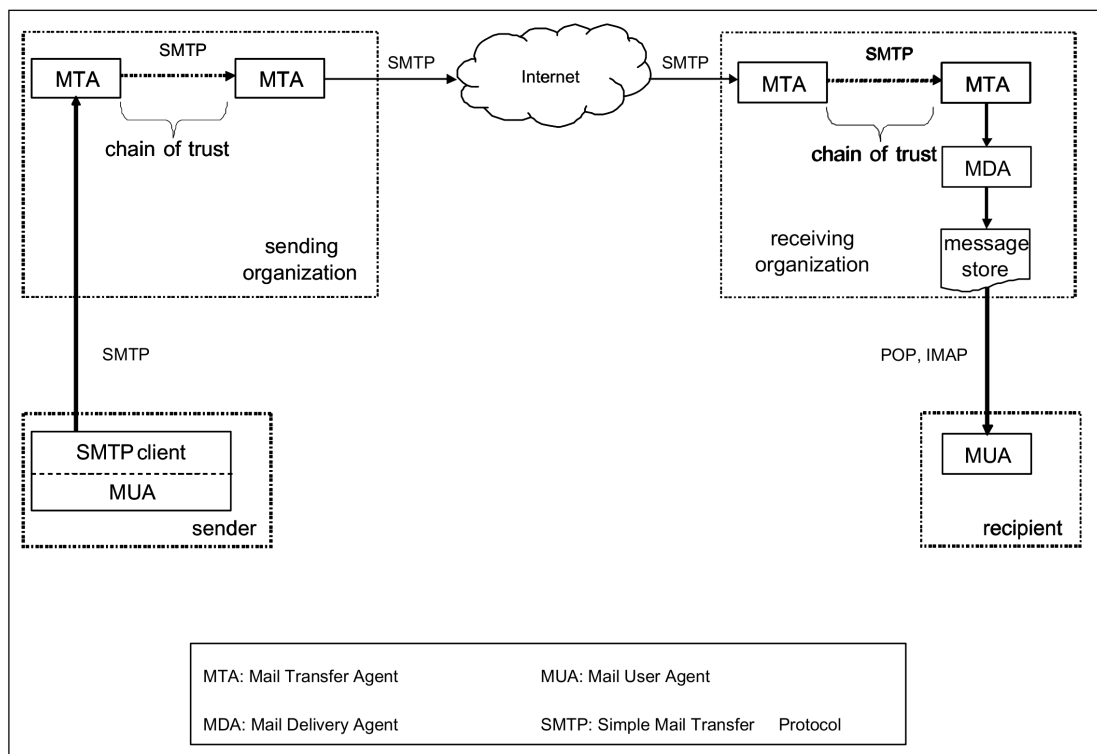 SMTP
MTA
MTA
chain of trust
sending
organization
SMTP
Internet
SMTP
SMTP
MTA
MTA
chain of trust
MDA
receiving
organization
message
store
SMTP
POP, IMAP
SMTP client
MUA
sender
MUA
recipient
MTA: Mail Transfer Agent
MUA: Mail User Agent
MDA: Mail Delivery Agent
SMTP: Simple Mail Transfer Protocol